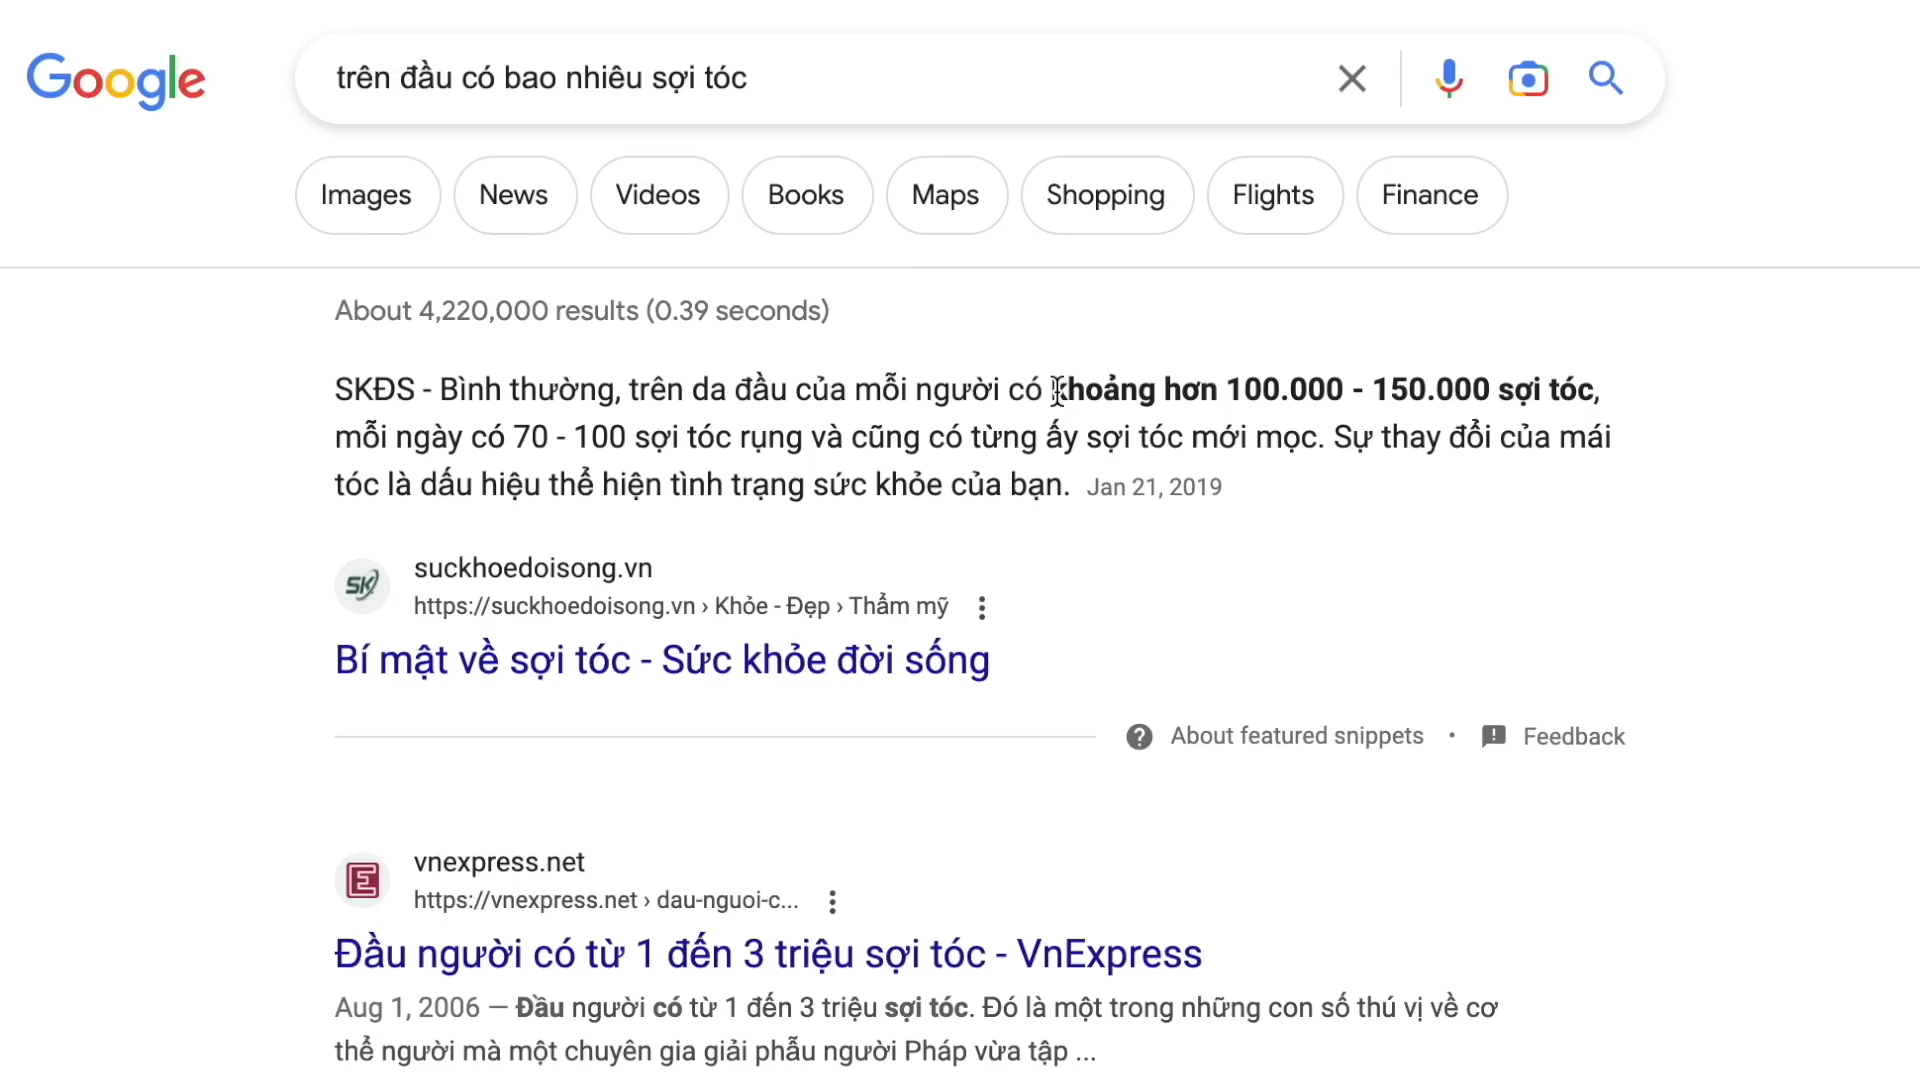 Google
trên đầu có bao nhiêu sợi tóc
Images News Videos Books Maps Shopping Flights Finance
About 4,220,000 results (0.39 seconds)
SKĐS - Bình thường, trên da đầu của mỗi người có khoảng hơn 100.000 - 150.000 sợi tóc,
mỗi ngày có 70 - 100 sợi tóc rụng và cũng có từng ấy sợi tóc mới mọc. Sự thay đổi của mái
tóc là dấu hiệu thể hiện tình trạng sức khỏe của bạn. Jan 21, 2019
SK
suckhoedoisong.vn
https://suckhoedoisong.vn › Khỏe - Đẹp › Thẩm mỹ
Bí mật về sợi tóc - Sức khỏe đời sống
About featured snippets • Feedback
E
vnexpress.net
https://vnexpress.net › dau-nguoi-c...
Đầu người có từ 1 đến 3 triệu sợi tóc - VnExpress
Aug 1, 2006 — Đầu người có từ 1 đến 3 triệu sợi tóc. Đó là một trong những con số thú vị về cơ
thể người mà một chuyên gia giải phẫu người Pháp vừa tập ...